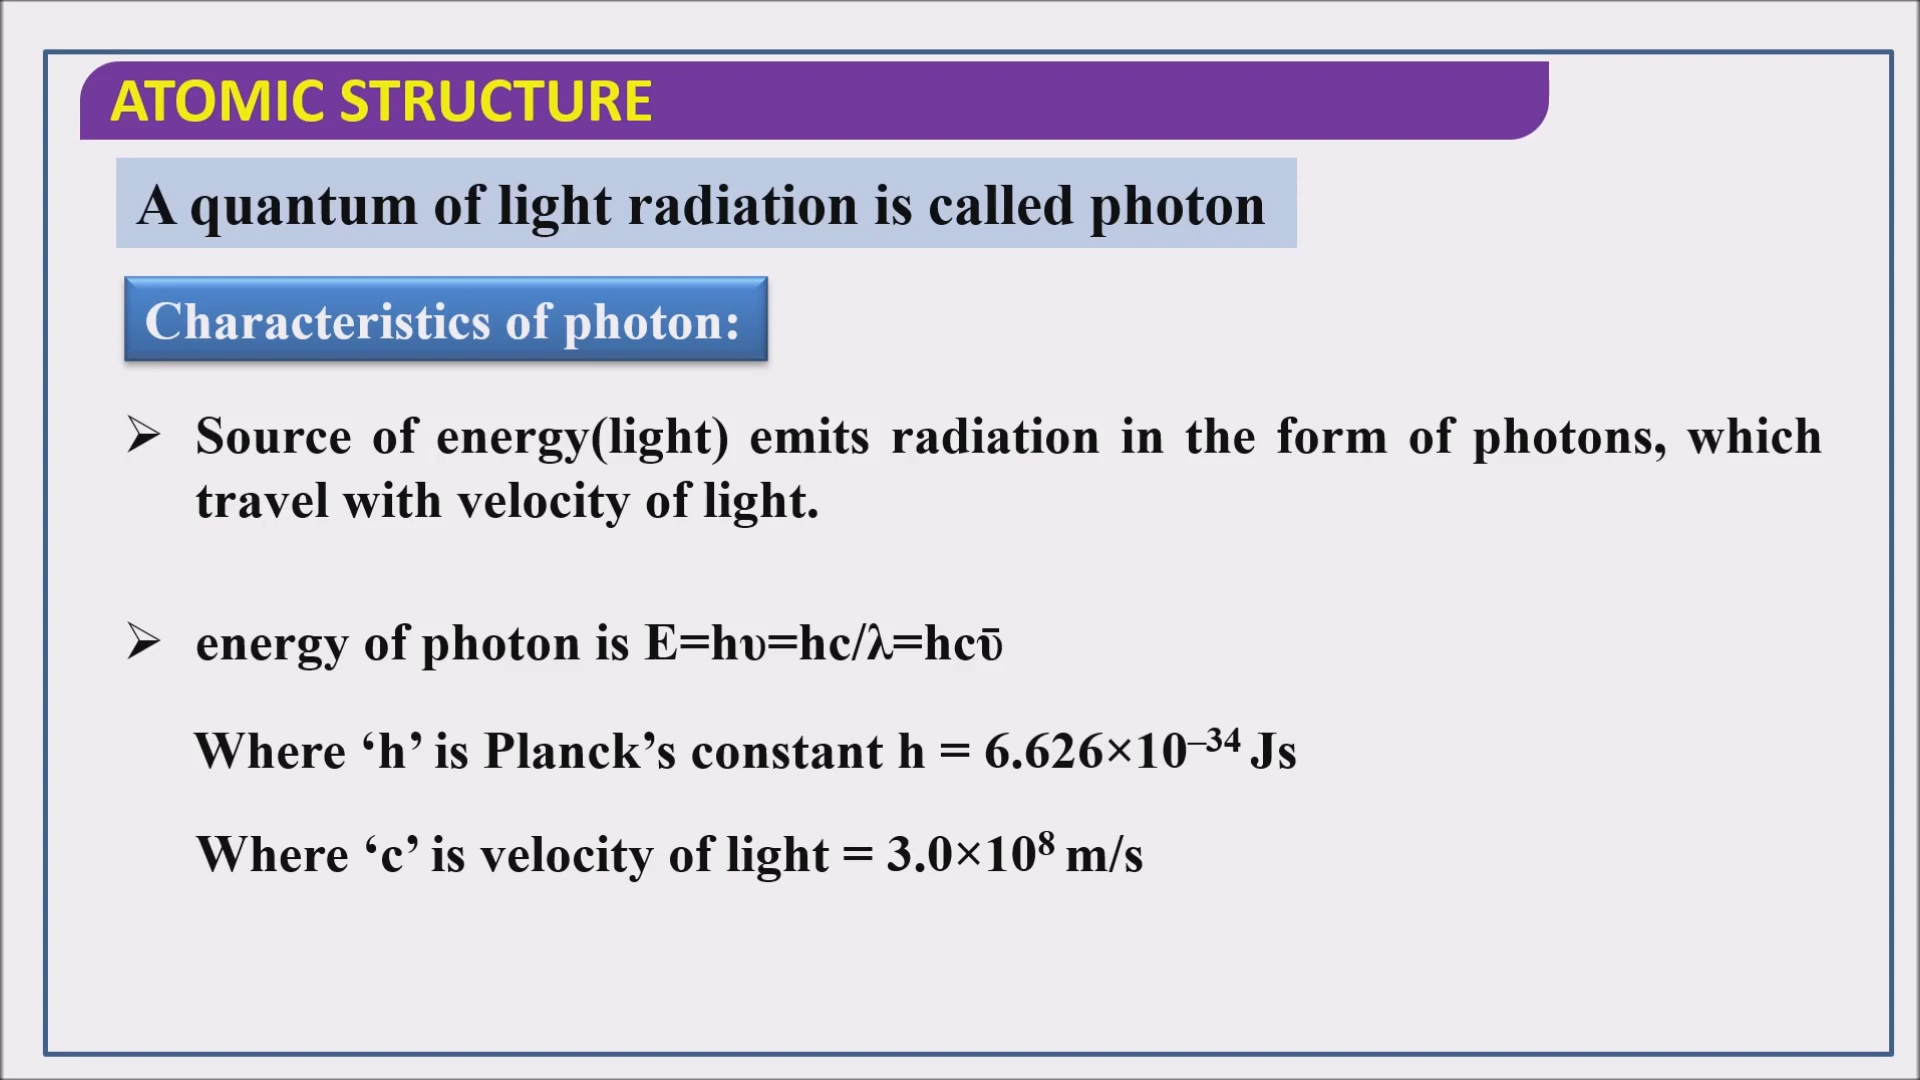 ATOMIC STRUCTURE
A quantum of light radiation is called photon
Characteristics of photon:
➢ Source of energy(light) emits radiation in the form of photons, which
travel with velocity of light.
➢ energy of photon is E=hυ=hc/λ=hcῡ
Where ‘h’ is Planck’s constant h = 6.626×10⁻³⁴ Js
Where ‘c’ is velocity of light = 3.0×10⁸ m/s